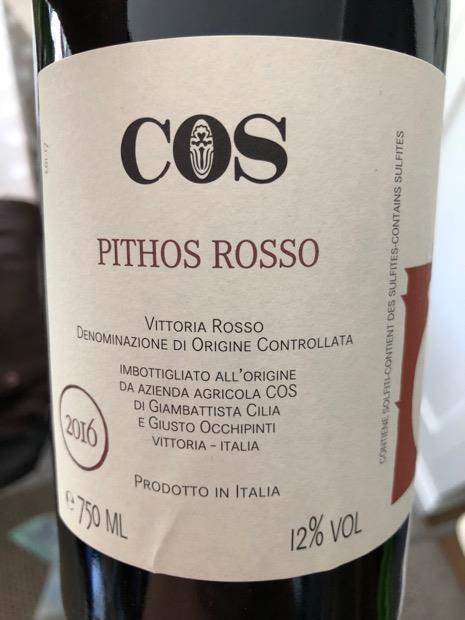 COS
PITHOS ROSSO
VITTORIA ROSSO
DENOMINAZIONE DI ORIGINE CONTROLLATA
IMBOTTIGLIATO ALL'ORIGINE
DA AZIENDA AGRICOLA COS
DI GIAMBATTISTA CILIA
E GIUSTO OCCHIPINTI
VITTORIA - ITALIA
2016
PRODOTTO IN ITALIA
e 750 ML
12% VOL
CONTIENE SOLFITI-CONTIENT DES SULFITES-CONTAINS SULFITES